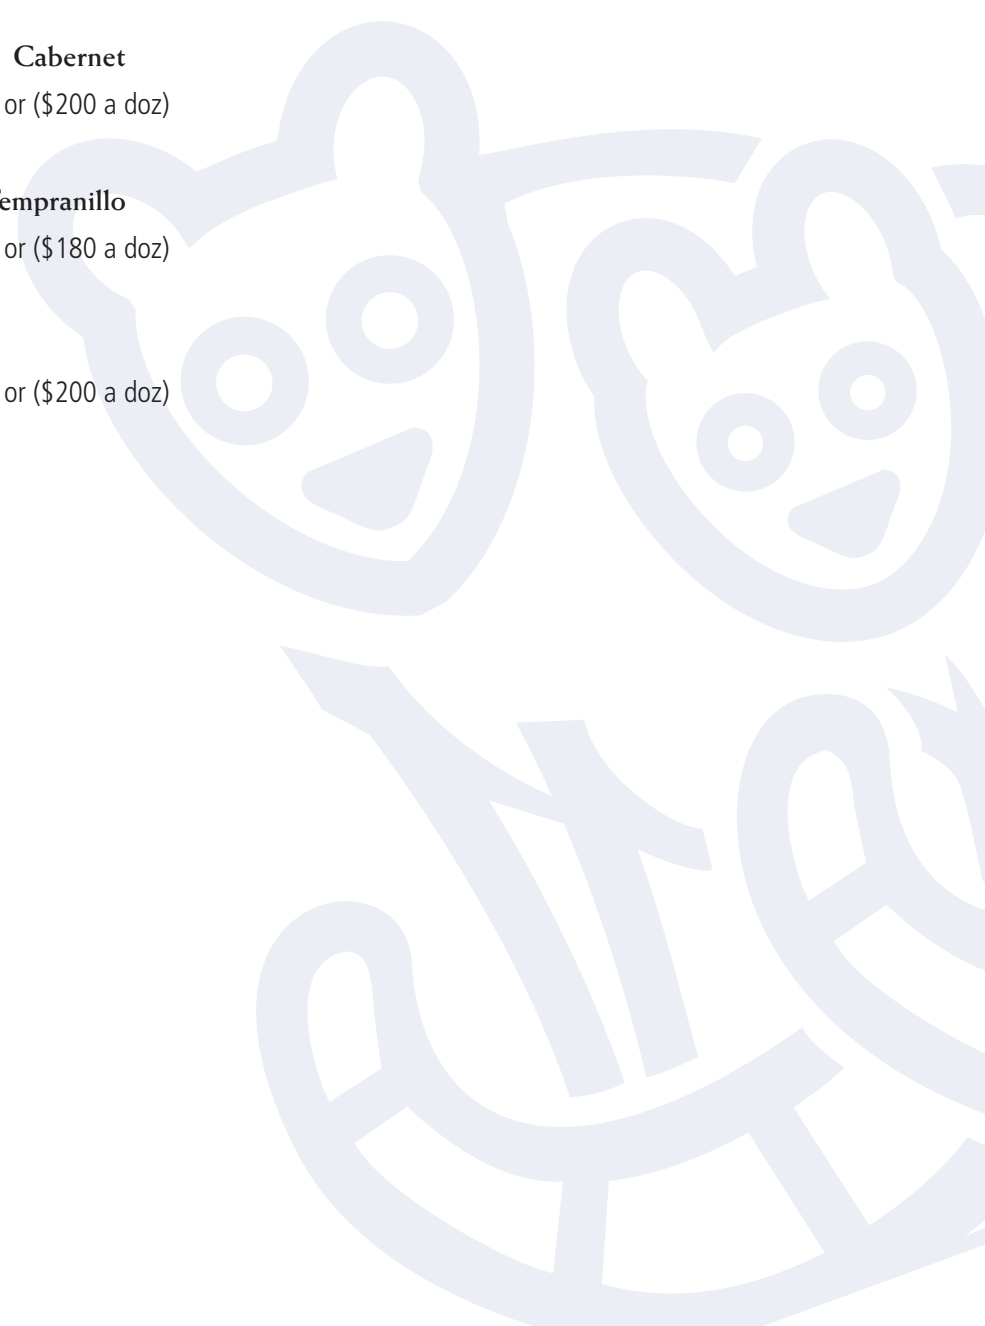 Cabernet
or ($200 a doz)
empranillo
or ($180 a doz)
or ($200 a doz)